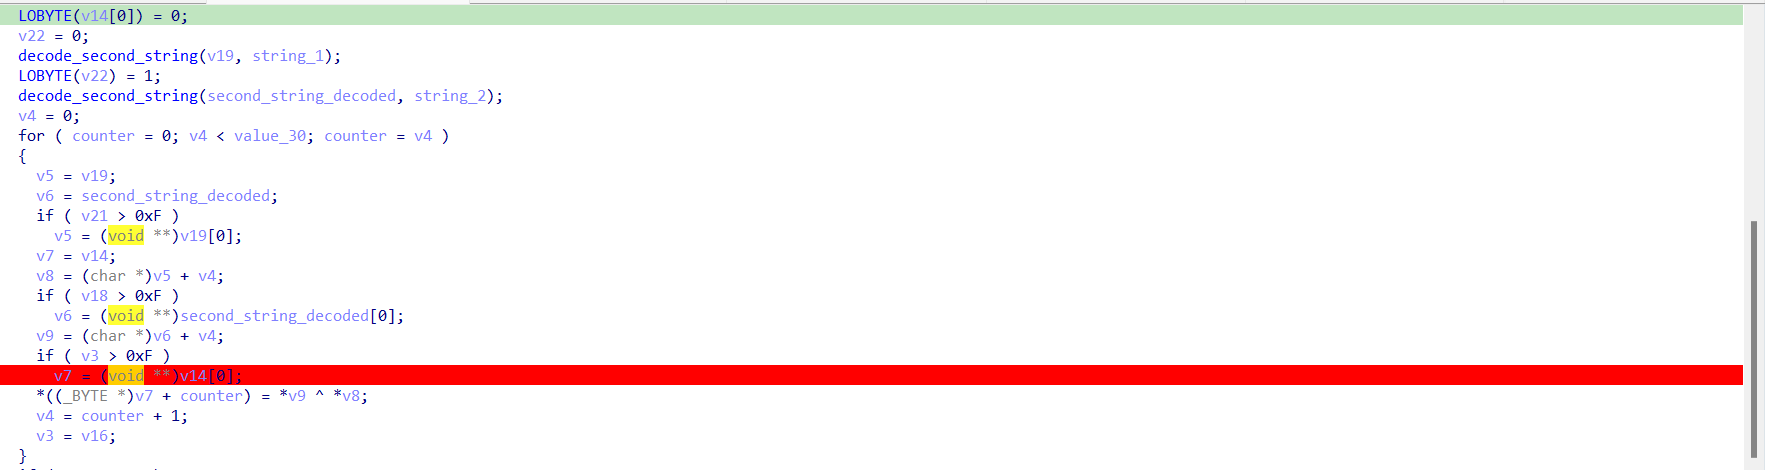 LOBYTE(v14[0]) = 0;
v22 = 0;
decode_second_string(v19, string_1);
LOBYTE(v22) = 1;
decode_second_string(second_string_decoded, string_2);
v4 = 0;
for ( counter = 0; v4 < value_30; counter = v4 )
{
v5 = v19;
v6 = second_string_decoded;
if ( v21 > 0xF )
v5 = (void **)v19[0];
v7 = v14;
v8 = (char *)v5 + v4;
if ( v18 > 0xF )
v6 = (void **)second_string_decoded[0];
v9 = (char *)v6 + v4;
if ( v3 > 0xF )
v7 = (void **)v14[0];
*((_BYTE *)v7 + counter) = *v9 ^ *v8;
v4 = counter + 1;
v3 = v16;
}